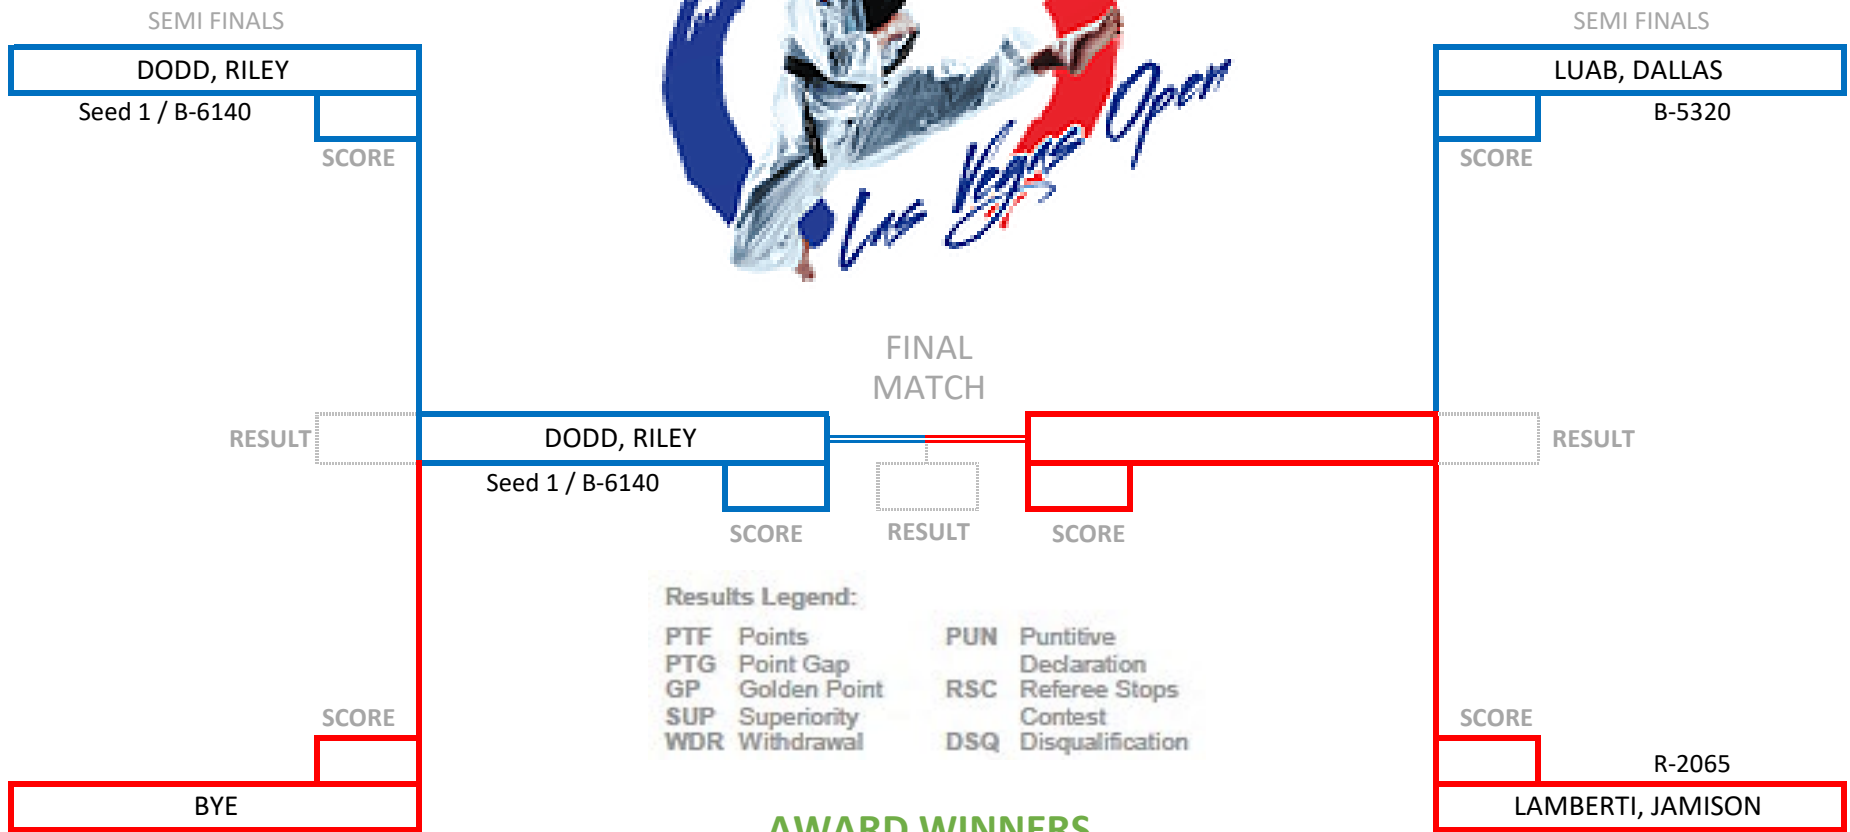 SEMI FINALS
SEMI FINALS
DODD, RILEY
LUAB, DALLAS
Seed 1 / B-6140
B-5320
SCORE
SCORE
Las Vegas Open
FINAL
MATCH
RESULT
DODD, RILEY
RESULT
Seed 1 / B-6140
SCORE
RESULT
SCORE
Results Legend:
PTF Points
PTG Point Gap
GP Golden Point
SUP Superiority
WDR Withdrawal
PUN Puntitive
Declaration
RSC Referee Stops
Contest
DSQ Disqualification
SCORE
SCORE
R-2065
BYE
LAMBERTI, JAMISON
AWARD WINNERS